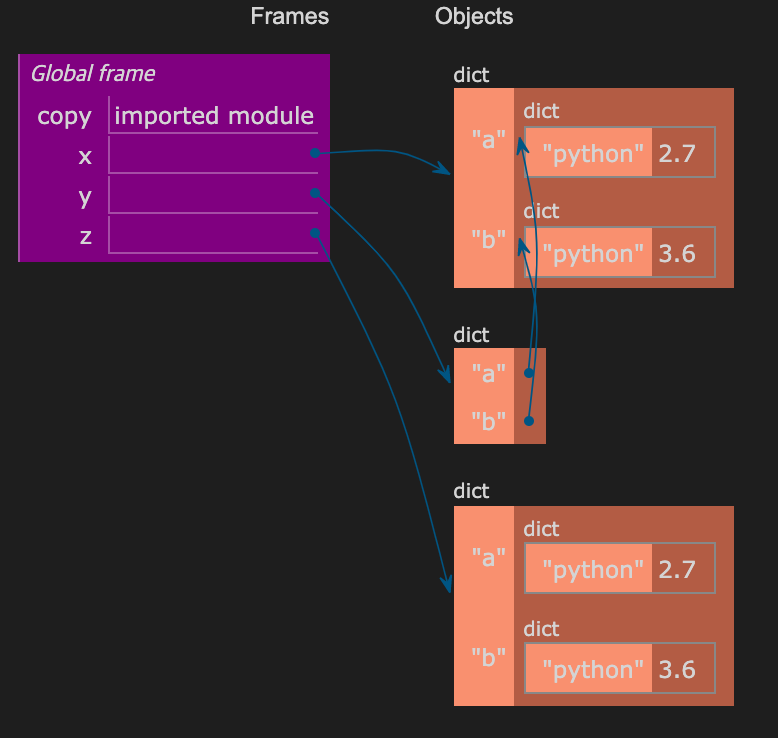 Frames
Objects
Global frame
copy imported module
x
y
z
dict
"a"
dict
"python" 2.7
"b"
dict
"python" 3.6
dict
"a"
"b"
dict
"a"
dict
"python" 2.7
"b"
dict
"python" 3.6